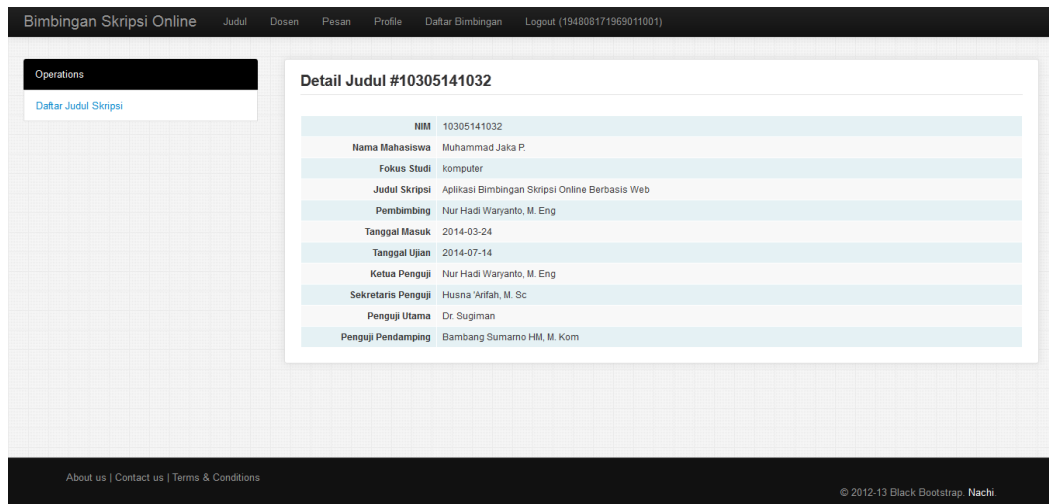 Bimbingan Skripsi Online Judul Dosen Pesan Profile Daftar Bimbingan Logout (194808171969011001)
Operations
Daftar Judul Skripsi
Detail Judul #10305141032
NIM 10305141032
Nama Mahasiswa Muhammad Jaka P.
Fokus Studi komputer
Judul Skripsi Aplikasi Bimbingan Skripsi Online Berbasis Web
Pembimbing Nur Hadi Waryanto, M. Eng
Tanggal Masuk 2014-03-24
Tanggal Ujian 2014-07-14
Ketua Penguji Nur Hadi Waryanto, M. Eng
Sekretaris Penguji Husna 'Arifah, M. Sc
Penguji Utama Dr. Sugiman
Penguji Pendamping Bambang Sumarno HM, M. Kom
About us | Contact us | Terms & Conditions
© 2012-13 Black Bootstrap. Nachi.